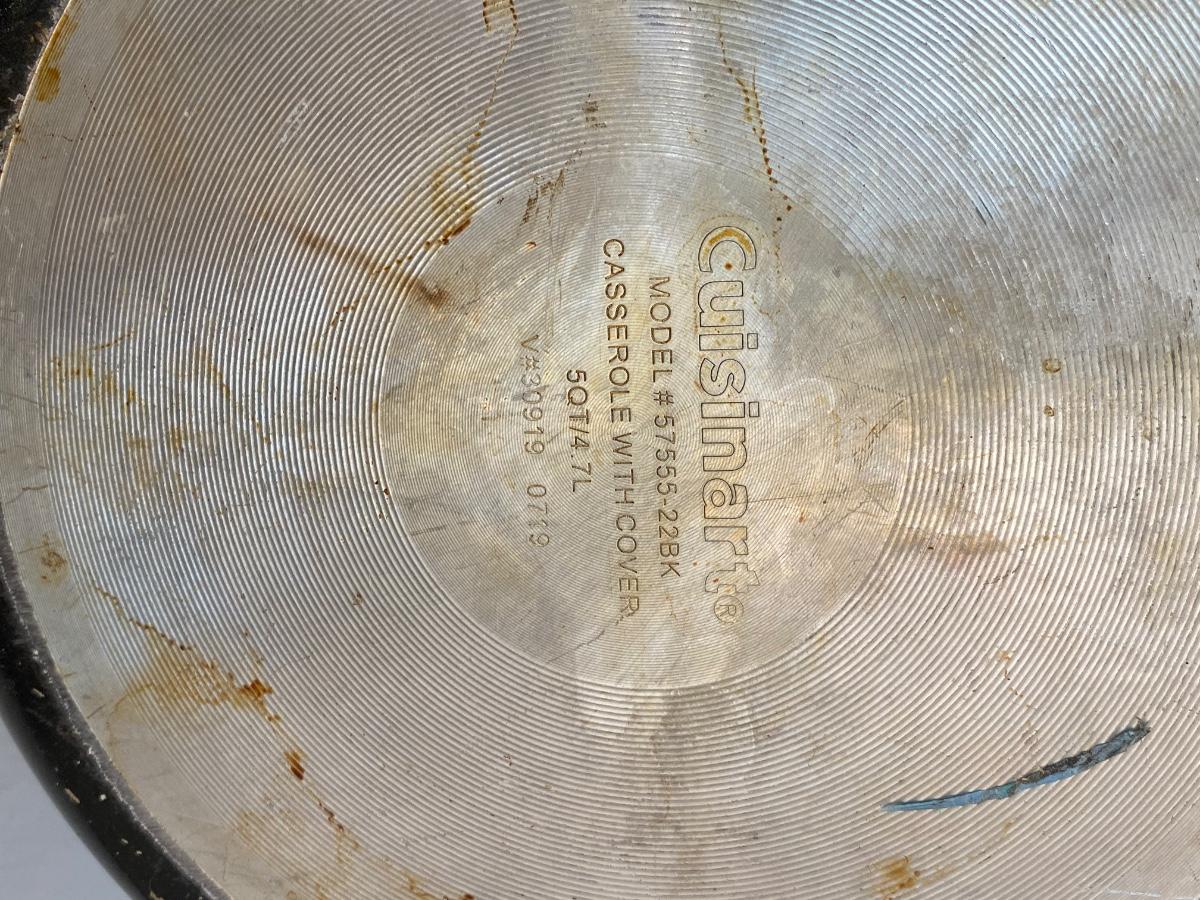 Cuisinart®
MODEL # 57555-22BK
CASSEROLE WITH COVER
5QT/4.7L
V#30919 0719